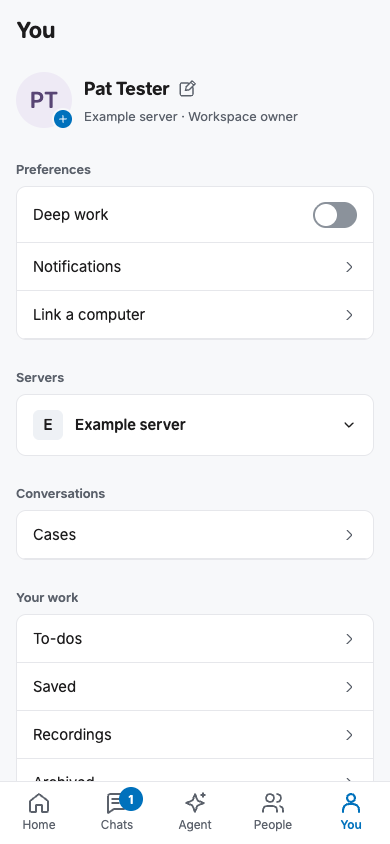 You
PT
Pat Tester
Example server · Workspace owner
Preferences
Deep work
Notifications
Link a computer
Servers
E Example server
Conversations
Cases
Your work
To-dos
Saved
Recordings
Archived
1
Home Chats Agent People You